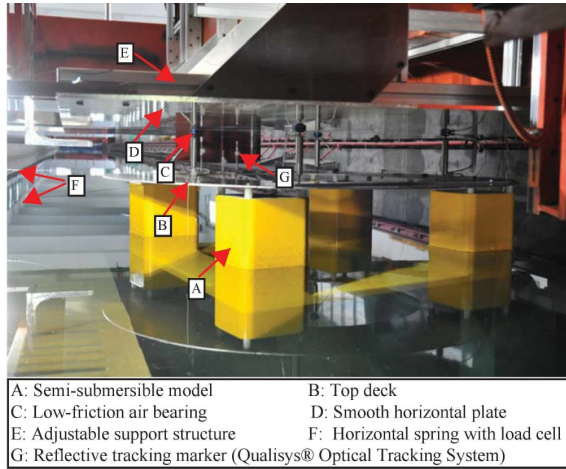 E
D
C
G
F
B
A
A: Semi-submersible model B: Top deck
C: Low-friction air bearing D: Smooth horizontal plate
E: Adjustable support structure F: Horizontal spring with load cell
G: Reflective tracking marker (Qualisys® Optical Tracking System)